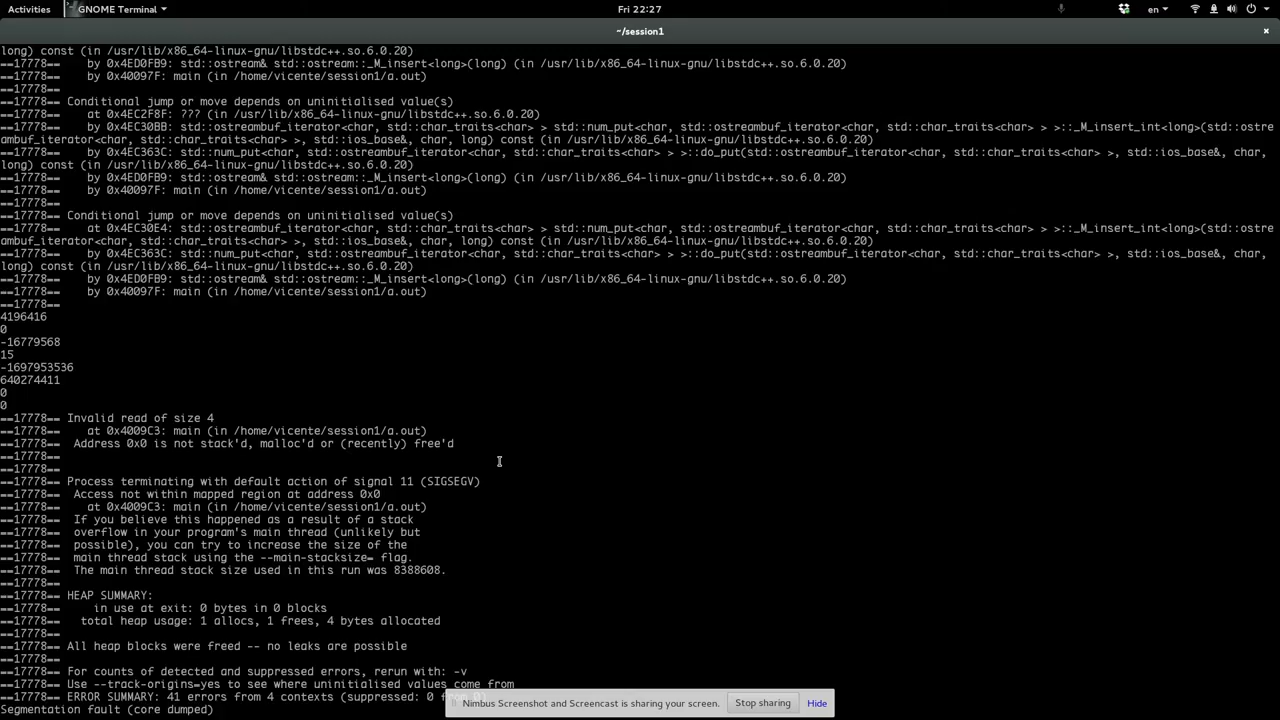 Activities GNOME Terminal Fri 22:27 en
~/session1 ×
long) const (in /usr/lib/x86_64-linux-gnu/libstdc++.so.6.0.20)
==17778==    by 0x4ED0FB9: std::ostream& std::ostream::_M_insert<long>(long) (in /usr/lib/x86_64-linux-gnu/libstdc++.so.6.0.20)
==17778==    by 0x40097F: main (in /home/vicente/session1/a.out)
==17778==
==17778== Conditional jump or move depends on uninitialised value(s)
==17778==    at 0x4EC2F8F: ??? (in /usr/lib/x86_64-linux-gnu/libstdc++.so.6.0.20)
==17778==    by 0x4EC30BB: std::ostreambuf_iterator<char, std::char_traits<char> > std::num_put<char, std::ostreambuf_iterator<char, std::char_traits<char> > >::_M_insert_int<long>(std::ostre
ambuf_iterator<char, std::char_traits<char> >, std::ios_base&, char, long) const (in /usr/lib/x86_64-linux-gnu/libstdc++.so.6.0.20)
==17778==    by 0x4EC363C: std::num_put<char, std::ostreambuf_iterator<char, std::char_traits<char> > >::do_put(std::ostreambuf_iterator<char, std::char_traits<char> >, std::ios_base&, char,
long) const (in /usr/lib/x86_64-linux-gnu/libstdc++.so.6.0.20)
==17778==    by 0x4ED0FB9: std::ostream& std::ostream::_M_insert<long>(long) (in /usr/lib/x86_64-linux-gnu/libstdc++.so.6.0.20)
==17778==    by 0x40097F: main (in /home/vicente/session1/a.out)
==17778==
==17778== Conditional jump or move depends on uninitialised value(s)
==17778==    at 0x4EC30E4: std::ostreambuf_iterator<char, std::char_traits<char> > std::num_put<char, std::ostreambuf_iterator<char, std::char_traits<char> > >::_M_insert_int<long>(std::ostre
ambuf_iterator<char, std::char_traits<char> >, std::ios_base&, char, long) const (in /usr/lib/x86_64-linux-gnu/libstdc++.so.6.0.20)
==17778==    by 0x4EC363C: std::num_put<char, std::ostreambuf_iterator<char, std::char_traits<char> > >::do_put(std::ostreambuf_iterator<char, std::char_traits<char> >, std::ios_base&, char,
long) const (in /usr/lib/x86_64-linux-gnu/libstdc++.so.6.0.20)
==17778==    by 0x4ED0FB9: std::ostream& std::ostream::_M_insert<long>(long) (in /usr/lib/x86_64-linux-gnu/libstdc++.so.6.0.20)
==17778==    by 0x40097F: main (in /home/vicente/session1/a.out)
==17778==
4196416
0
-16779568
15
-1697953536
640274411
0
0
==17778== Invalid read of size 4
==17778==    at 0x4009C3: main (in /home/vicente/session1/a.out)
==17778==  Address 0x0 is not stack'd, malloc'd or (recently) free'd
==17778==
==17778==
==17778== Process terminating with default action of signal 11 (SIGSEGV)
==17778==  Access not within mapped region at address 0x0
==17778==    at 0x4009C3: main (in /home/vicente/session1/a.out)
==17778==  If you believe this happened as a result of a stack
==17778==  overflow in your program's main thread (unlikely but
==17778==  possible), you can try to increase the size of the
==17778==  main thread stack using the --main-stacksize= flag.
==17778==  The main thread stack size used in this run was 8388608.
==17778==
==17778== HEAP SUMMARY:
==17778==     in use at exit: 0 bytes in 0 blocks
==17778==   total heap usage: 1 allocs, 1 frees, 4 bytes allocated
==17778==
==17778== All heap blocks were freed -- no leaks are possible
==17778==
==17778== For counts of detected and suppressed errors, rerun with: -v
==17778== Use --track-origins=yes to see where uninitialised values come from
==17778== ERROR SUMMARY: 41 errors from 4 contexts (suppressed: 0 from 0)
Segmentation fault (core dumped)
Nimbus Screenshot and Screencast is sharing your screen. Stop sharing Hide